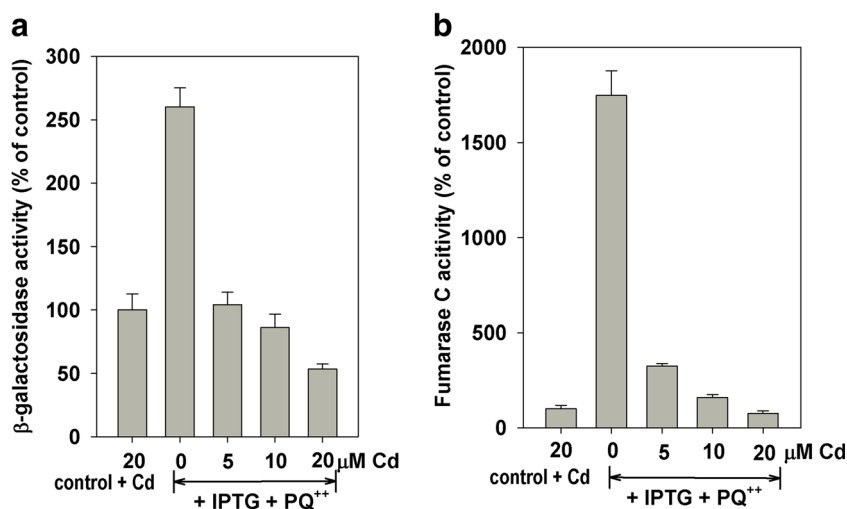 a
β-galactosidase activity (% of control)
300
250
200
150
100
50
0
20 0 5 10 20 μM Cd
control + Cd
+ IPTG + PQ++
b
Fumarase C acitivity (% of control)
2000
1500
1000
500
0
20 0 5 10 20 μM Cd
control + Cd
+ IPTG + PQ++